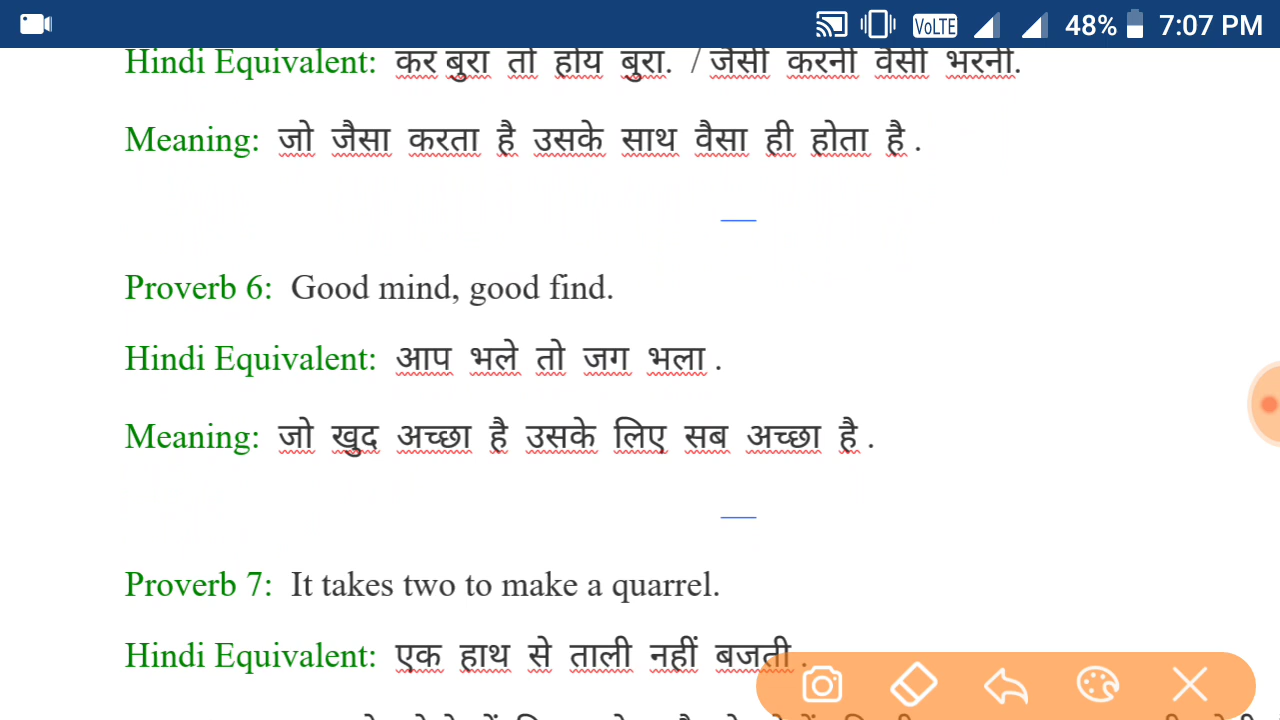 VoLTE 48% 7:07 PM
Hindi Equivalent: कर बुरा तो होय बुरा. / जैसी करनी वैसी भरनी.
Meaning: जो जैसा करता है उसके साथ वैसा ही होता है .
Proverb 6: Good mind, good find.
Hindi Equivalent: आप भले तो जग भला .
Meaning: जो खुद अच्छा है उसके लिए सब अच्छा है .
Proverb 7: It takes two to make a quarrel.
Hindi Equivalent: एक हाथ से ताली नहीं बजती .